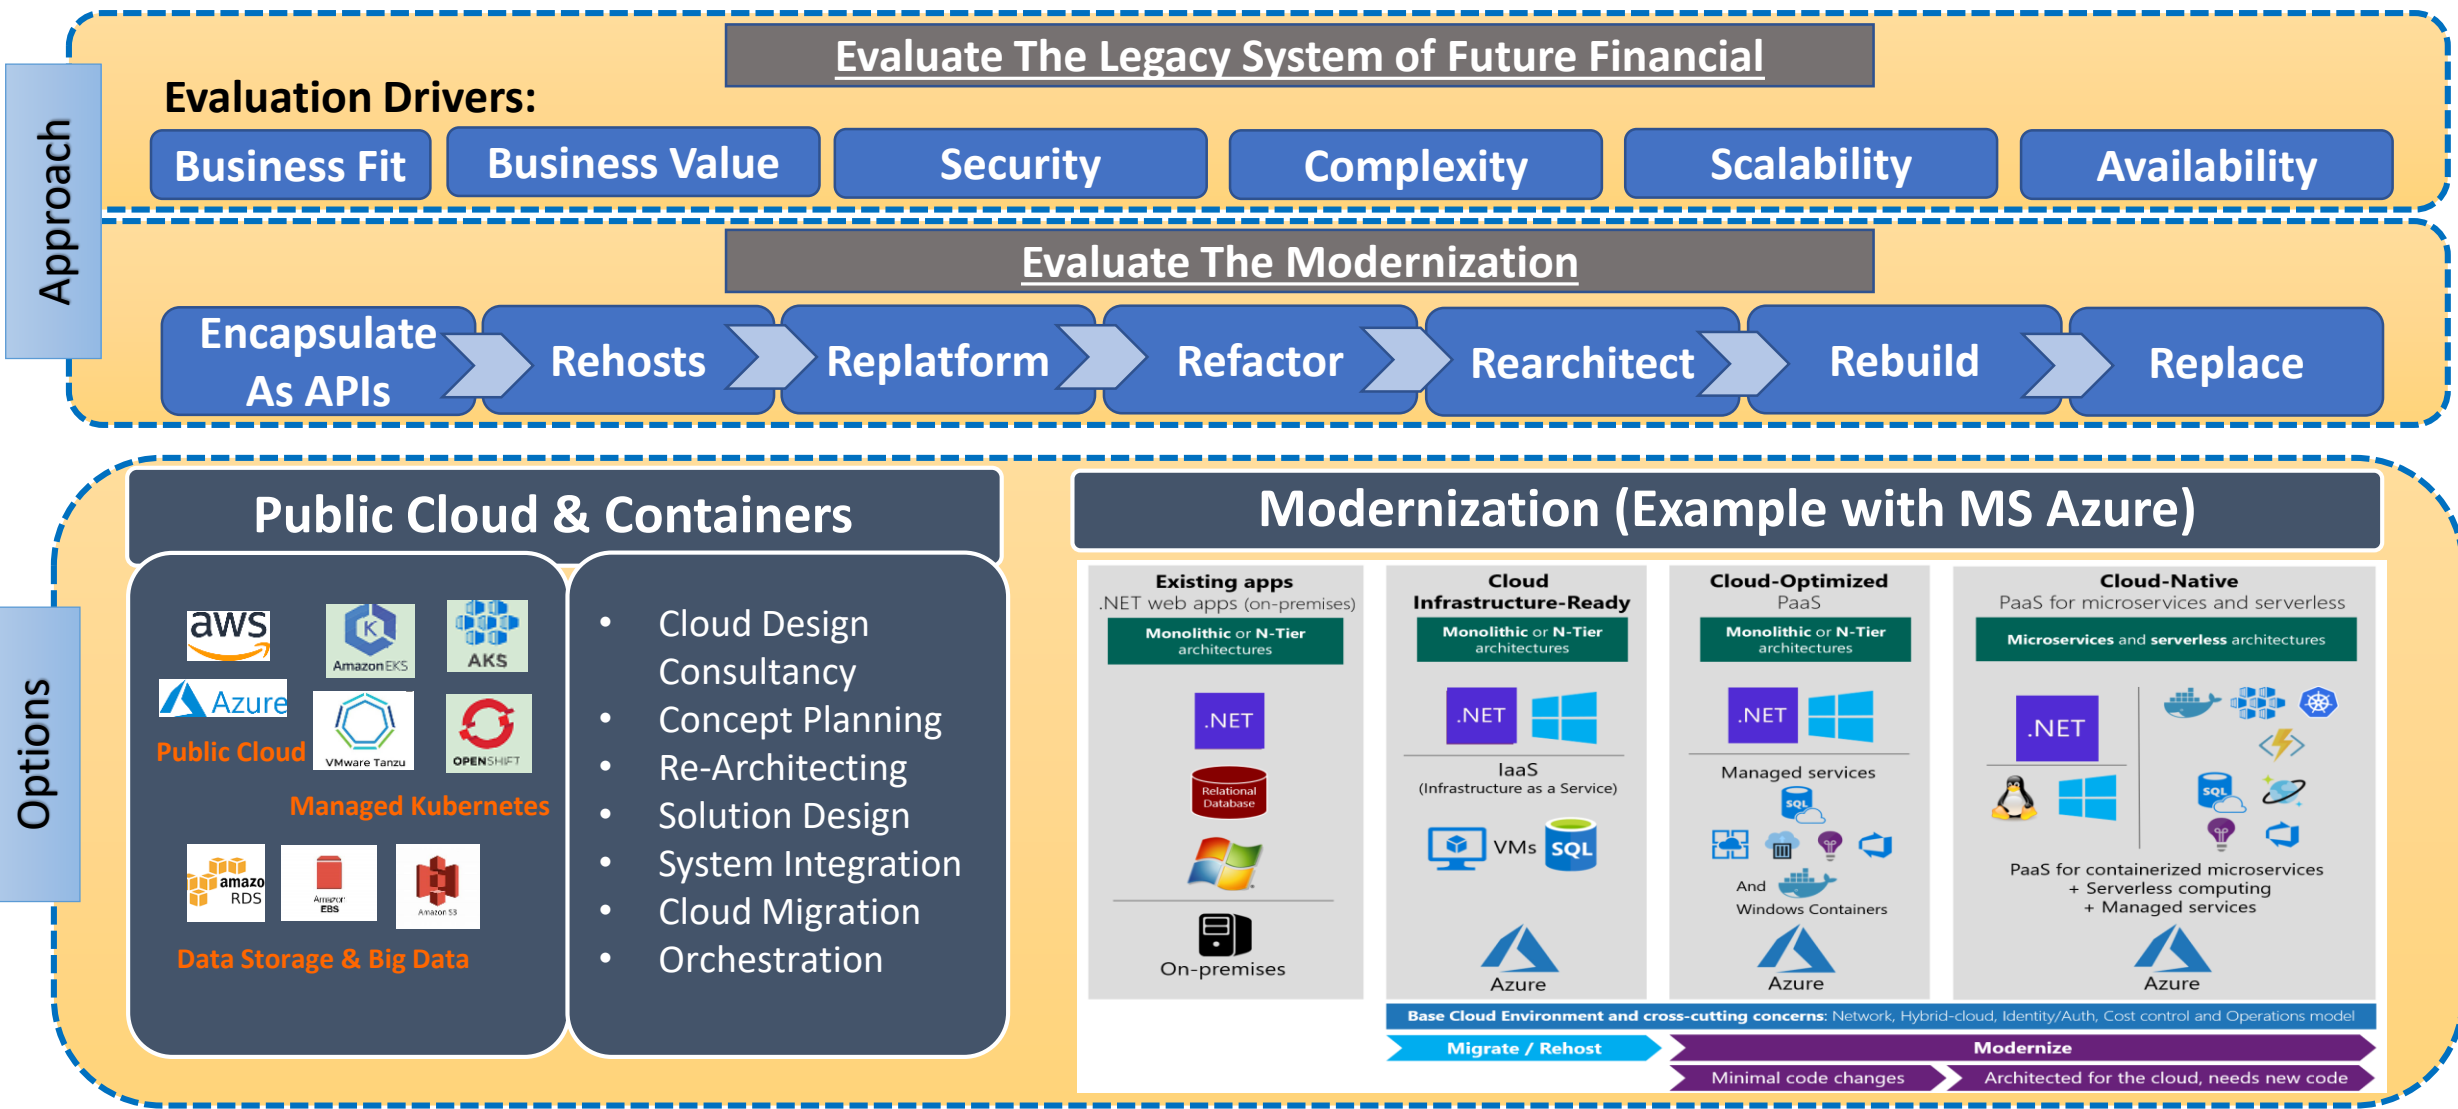 Approach
Evaluate The Legacy System of Future Financial
Evaluation Drivers:
Business Fit
Business Value
Security
Complexity
Scalability
Availability
Evaluate The Modernization
Encapsulate
As APIs
Rehosts
Replatform
Refactor
Rearchitect
Rebuild
Replace
Options
Public Cloud & Containers
aws
Amazon EKS
AKS
Azure
Public Cloud
VMware Tanzu
OPENSHIFT
Managed Kubernetes
amazo
RDS
Amazon
EBS
Amazon S3
Data Storage & Big Data
• Cloud Design
Consultancy
• Concept Planning
• Re-Architecting
• Solution Design
• System Integration
• Cloud Migration
• Orchestration
Modernization (Example with MS Azure)
Existing apps
.NET web apps (on-premises)
Monolithic or N-Tier
architectures
.NET
Relational
Database
On-premises
Cloud
Infrastructure-Ready
Monolithic or N-Tier
architectures
.NET
IaaS
(Infrastructure as a Service)
VMs
SQL
Azure
Cloud-Optimized
PaaS
Monolithic or N-Tier
architectures
.NET
Managed services
SQL
And
Windows Containers
Azure
Cloud-Native
PaaS for microservices and serverless
Microservices and serverless architectures
.NET
SQL
PaaS for containerized microservices
+ Serverless computing
+ Managed services
Azure
Base Cloud Environment and cross-cutting concerns: Network, Hybrid-cloud, Identity/Auth, Cost control and Operations model
Migrate / Rehost
Modernize
Minimal code changes
Architected for the cloud, needs new code